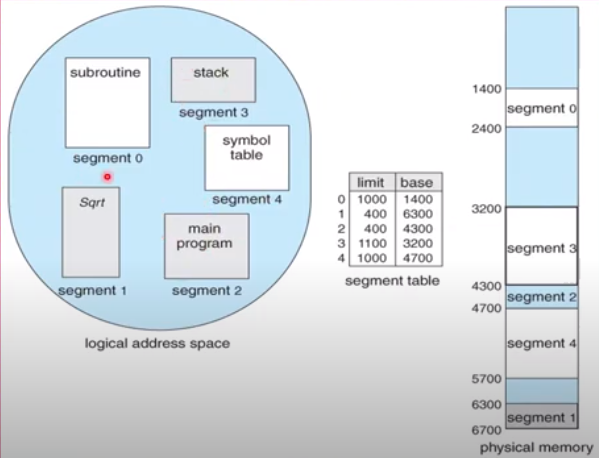 subroutine
segment 0
stack
segment 3
symbol
table
segment 4
Sqrt
segment 1
main
program
segment 2
logical address space
limit base
0 1000 1400
1 400 6300
2 400 4300
3 1100 3200
4 1000 4700
segment table
1400
segment 0
2400
3200
segment 3
4300
segment 2
4700
segment 4
5700
6300
segment 1
6700
physical memory